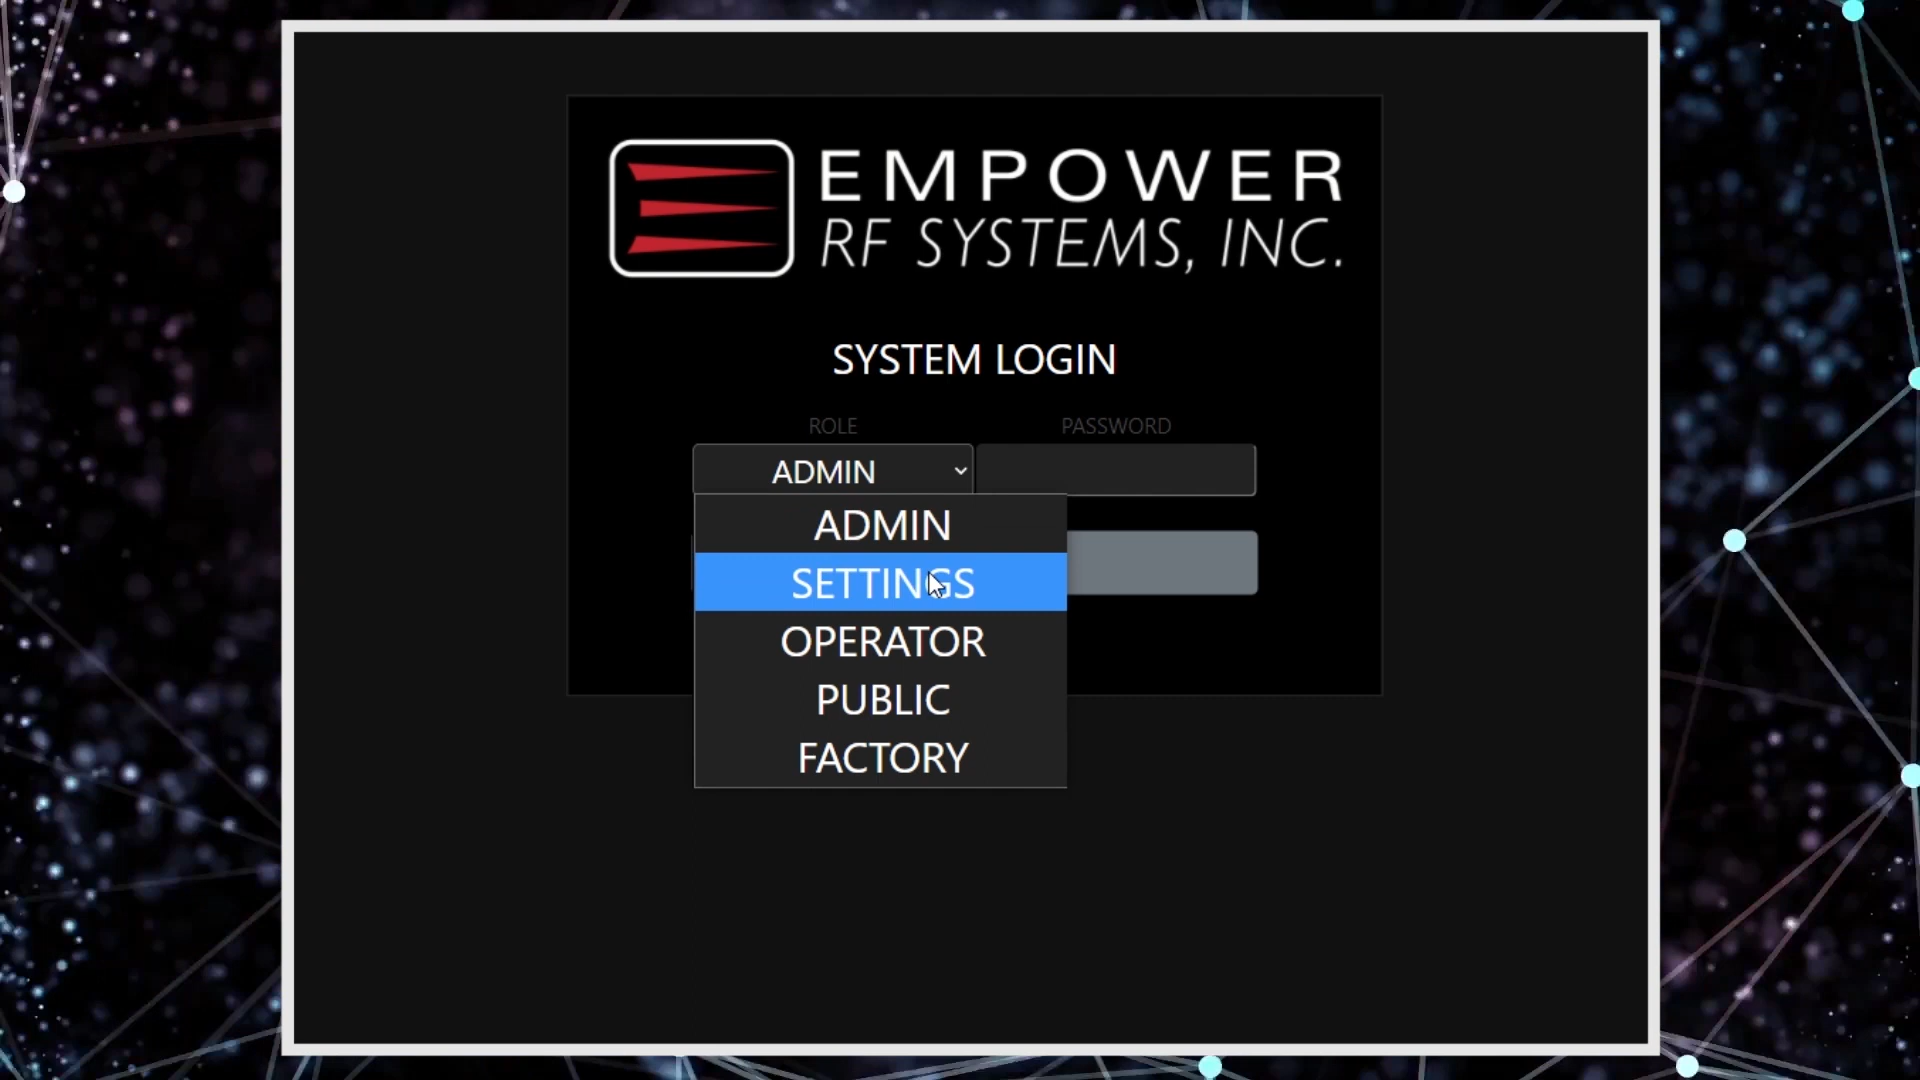 EMPOWER
RF SYSTEMS, INC.
SYSTEM LOGIN
ROLE PASSWORD
ADMIN
ADMIN
SETTINGS
OPERATOR
PUBLIC
FACTORY